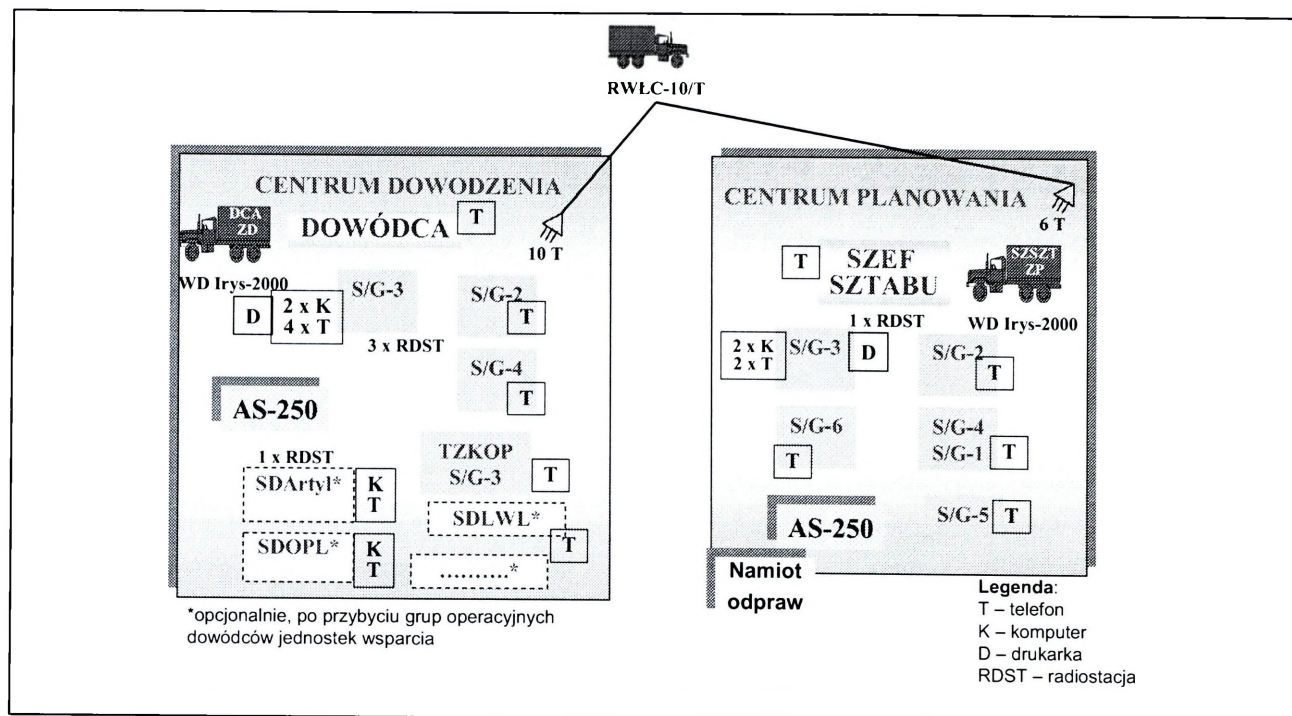 RWŁC-10/T
CENTRUM DOWODZENIA
DCA
ZD
DOWÓDCA
T
10 T
WD Irys-2000
D
2 x K
4 x T
S/G-3
3 x RDST
S/G-2
T
S/G-4
T
AS-250
1 x RDST
SDArtyl*
K
T
TZKOP
S/G-3
T
SDLWL*
SDOPL*
K
T
T
..........*
*opcjonalnie, po przybyciu grup operacyjnych
dowódców jednostek wsparcia
CENTRUM PLANOWANIA
6 T
T
SZEF
SZTABU
SZSZT
ZP
1 x RDST
WD Irys-2000
2 x K
2 x T
S/G-3
D
S/G-2
T
S/G-6
T
S/G-4
S/G-1
T
AS-250
S/G-5
T
Namiot
odpraw
Legenda:
T – telefon
K – komputer
D – drukarka
RDST – radiostacja